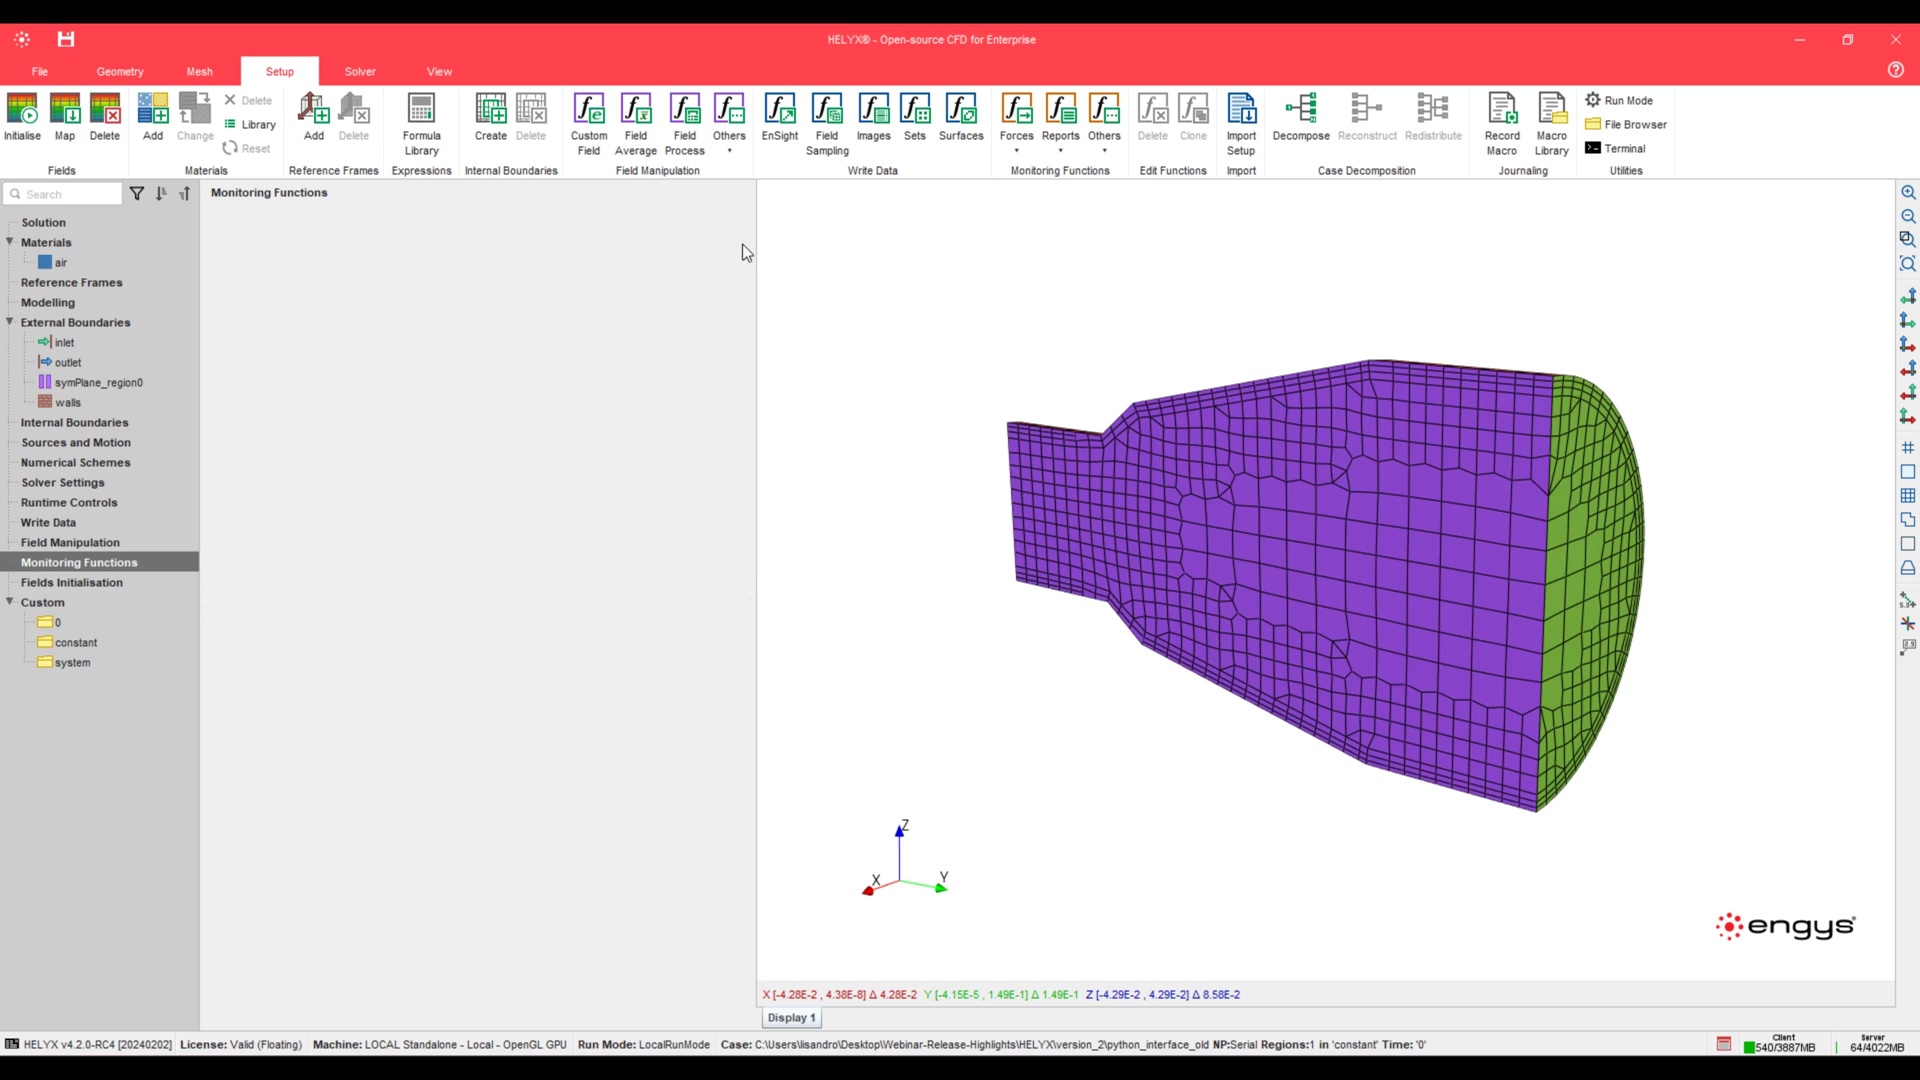 HELYX® - Open-source CFD for Enterprise
File Geometry Mesh Setup Solver View
Initialise Map Delete
Fields
Add Change Delete Library Reset
Materials
Add Delete
Reference Frames
Formula Library
Expressions
Create Delete
Internal Boundaries
Custom Field Field Average Field Process Others
Field Manipulation
EnSight Field Sampling Images Sets Surfaces
Write Data
Forces Reports Others
Monitoring Functions
Delete Clone
Edit Functions
Import Setup
Import
Decompose Reconstruct Redistribute
Case Decomposition
Record Macro Macro Library
Journaling
Run Mode
File Browser
Terminal
Utilities
Search
Solution
Materials
air
Reference Frames
Modelling
External Boundaries
inlet
outlet
symPlane_region0
walls
Internal Boundaries
Sources and Motion
Numerical Schemes
Solver Settings
Runtime Controls
Write Data
Field Manipulation
Monitoring Functions
Fields Initialisation
Custom
0
constant
system
Monitoring Functions
Z
X
Y
engys
X [-4.28E-2 , 4.38E-8] Δ 4.28E-2 Y [-4.15E-5 , 1.49E-1] Δ 1.49E-1 Z [-4.29E-2 , 4.29E-2] Δ 8.58E-2
Display 1
HELYX v4.2.0-RC4 [20240202] License: Valid (Floating) Machine: LOCAL Standalone - Local - OpenGL GPU Run Mode: LocalRunMode Case: C:\Users\lisandro\Desktop\Webinar-Release-Highlights\HELYX\version_2\python_interface_old NP:Serial Regions:1 in 'constant' Time: '0'
Client
540/3887MB
Server
64/4022MB